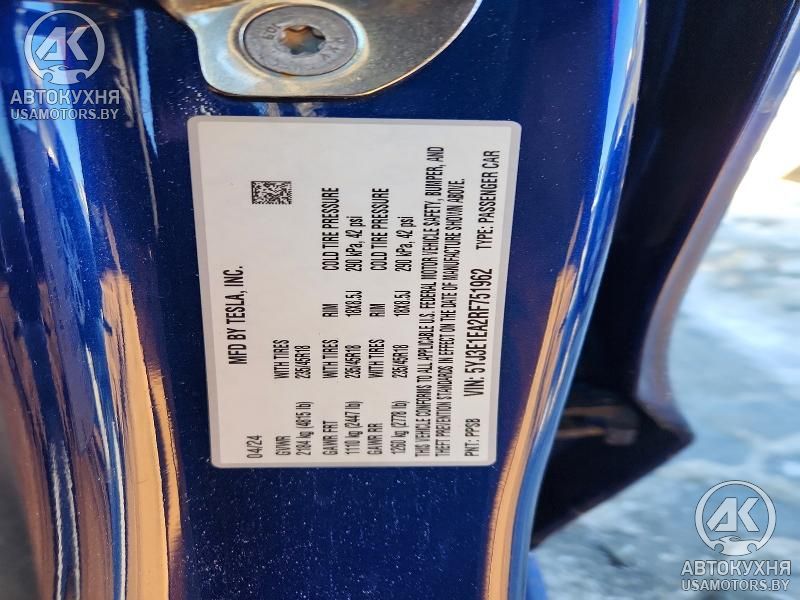 AK
АВТОКУХНЯ
USAMOTORS.BY
MFD BY TESLA, INC.
04/24
GVWR WITH TIRES RIM COLD TIRE PRESSURE
2184 kg (4815 lb) 235/45R18 18X8.5J 290 kPa, 42 psi
GAWR FRT WITH TIRES RIM COLD TIRE PRESSURE
1110 kg (2447 lb) 235/45R18 18X8.5J 290 kPa, 42 psi
GAWR RR
1260 kg (2778 lb) 235/45R18
THIS VEHICLE CONFORMS TO ALL APPLICABLE U.S. FEDERAL MOTOR VEHICLE SAFETY, BUMPER, AND
THEFT PREVENTION STANDARDS IN EFFECT ON THE DATE OF MANUFACTURE SHOWN ABOVE.
PNT: PPSB VIN: 5YJ3E1EA2RF751962 TYPE: PASSENGER CAR
AK
АВТОКУХНЯ
USAMOTORS.BY